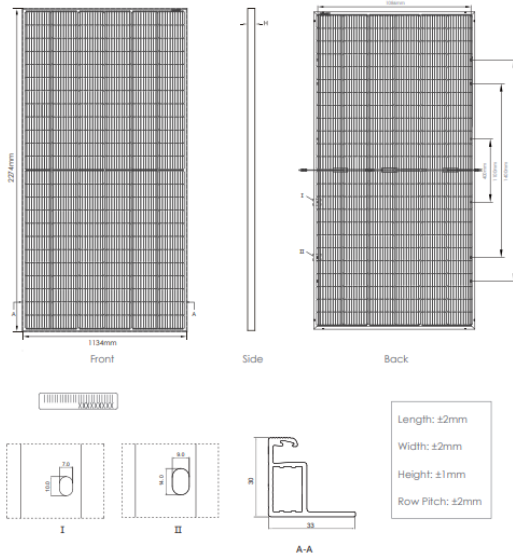 H
2274mm
A
A
1134mm
I
II
Front
Side
Back
7.0
10.0
I
9.0
14.0
II
30
33
A-A
Length: ±2mm
Width: ±2mm
Height: ±1mm
Row Pitch: ±2mm